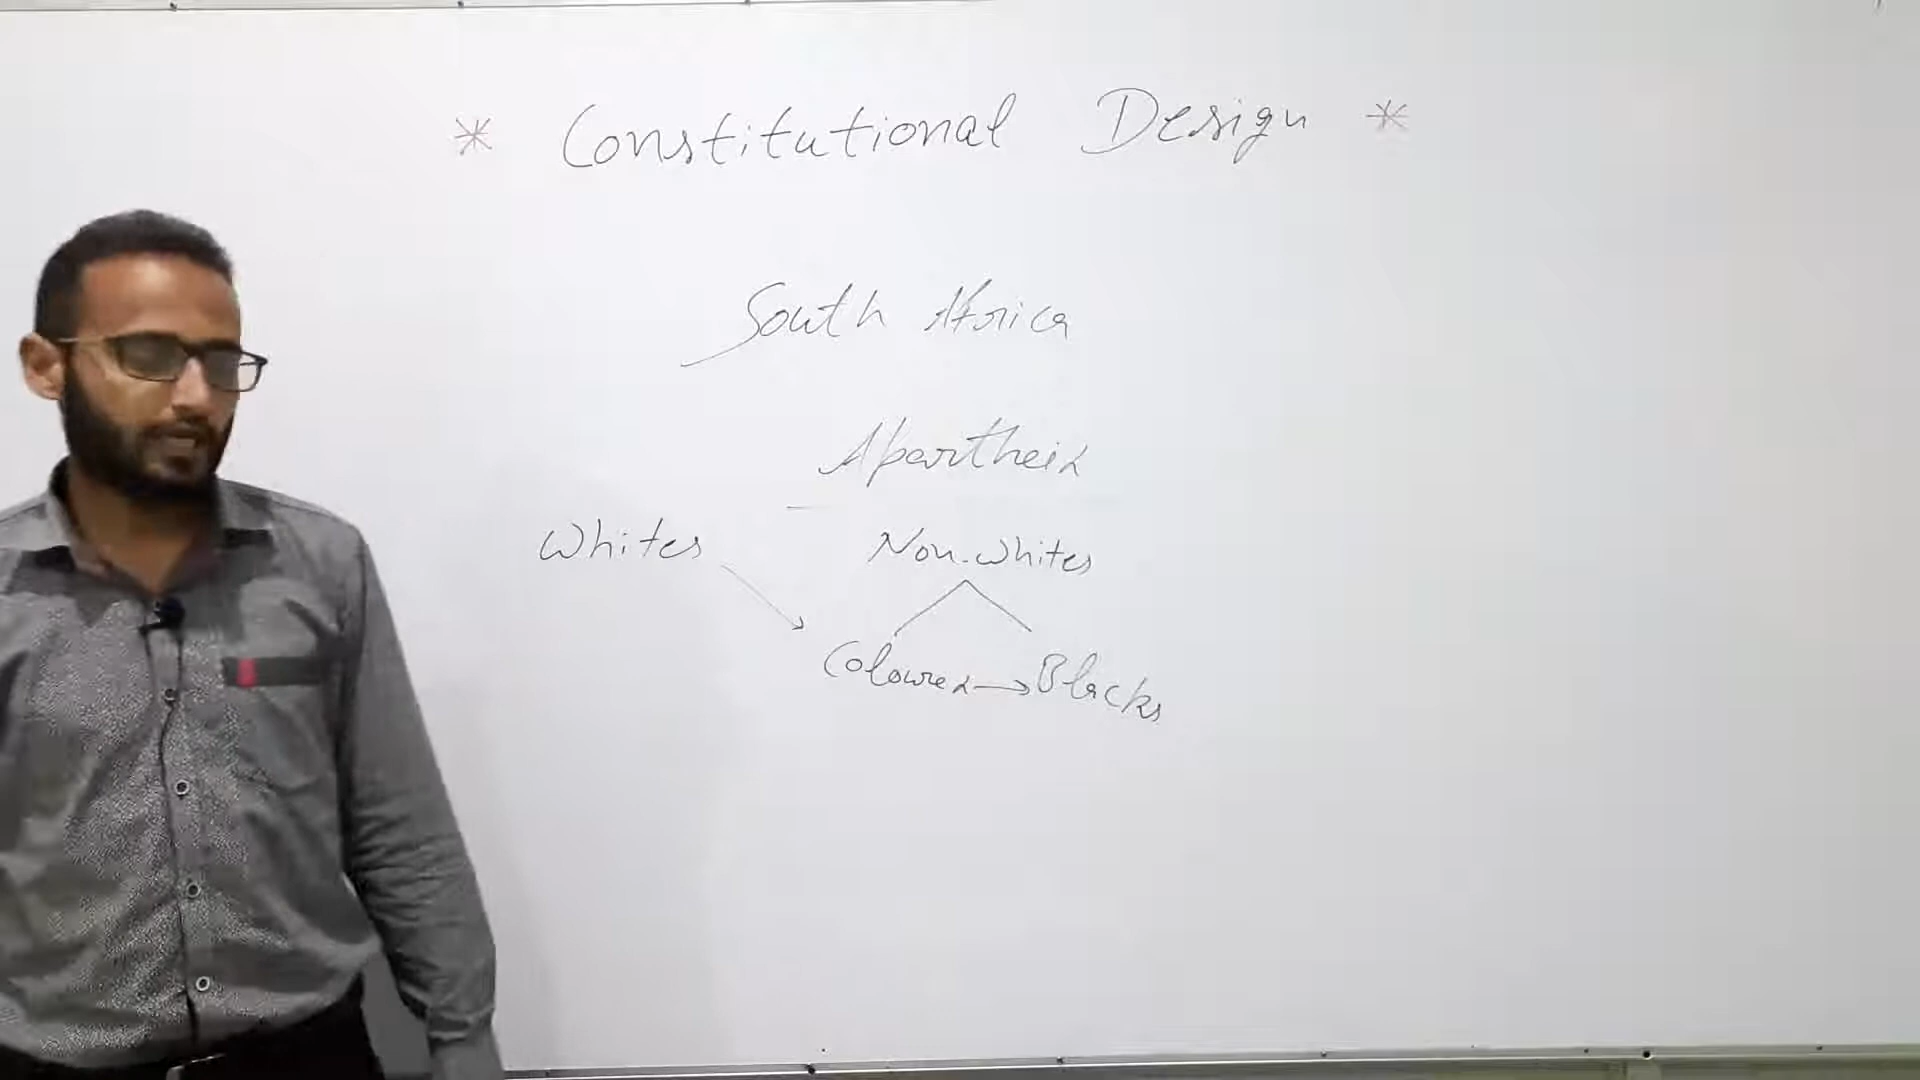 * Constitutional Design *
South Africa
Apartheid
Whites Non-whites
Coloured → Blacks